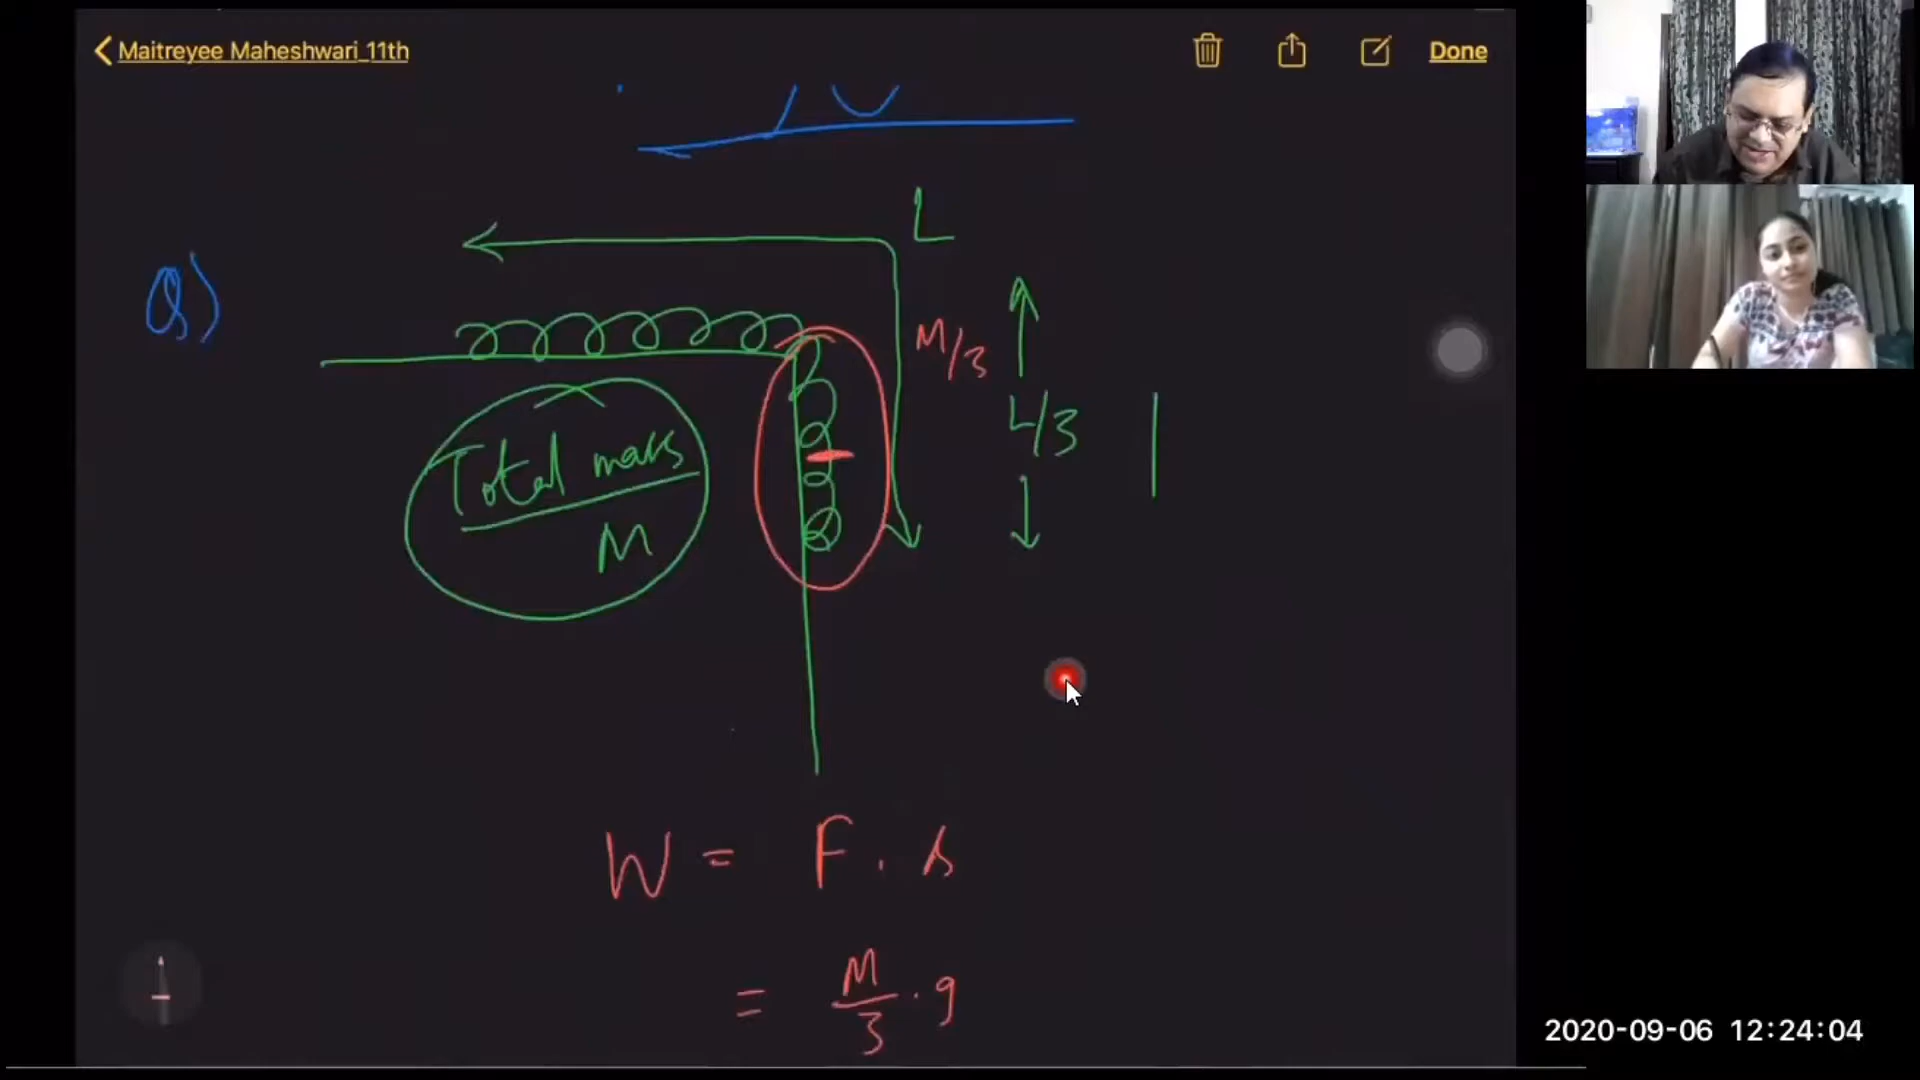 Maitreyee Maheshwari_11th
Done
L
Q)
M/3
L/3
Total mass
M
W = F . s
= M/3 . g
2020-09-06 12:24:04